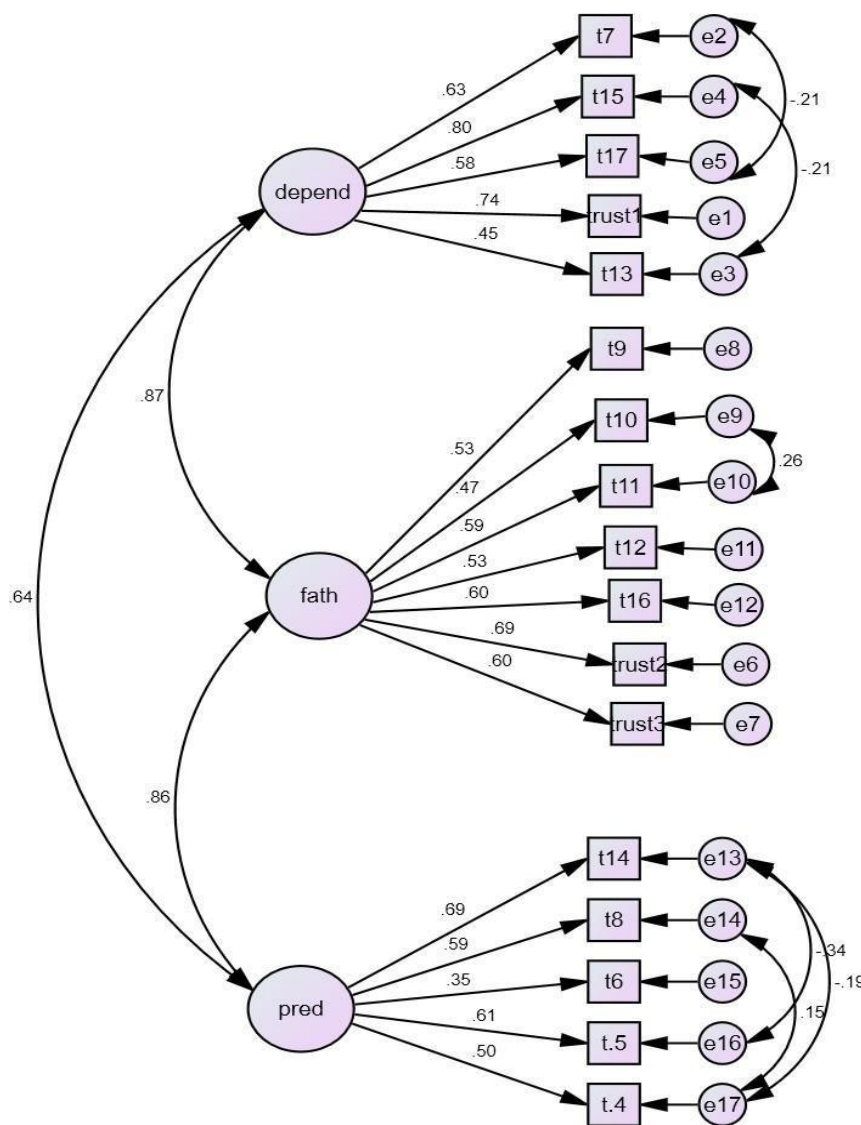 t7
e2
.63
t15
e4
-.21
.80
t17
e5
.58
-.21
depend
.74
trust1
e1
.45
t13
e3
t9
e8
.87
t10
e9
.53
.26
.47
t11
e10
.59
t12
e11
.53
fath
.60
t16
e12
.64
.69
trust2
e6
.60
trust3
e7
.86
t14
e13
.69
t8
e14
.59
-.34
t6
e15
-.19
.35
pred
.15
.61
t.5
e16
.50
t.4
e17